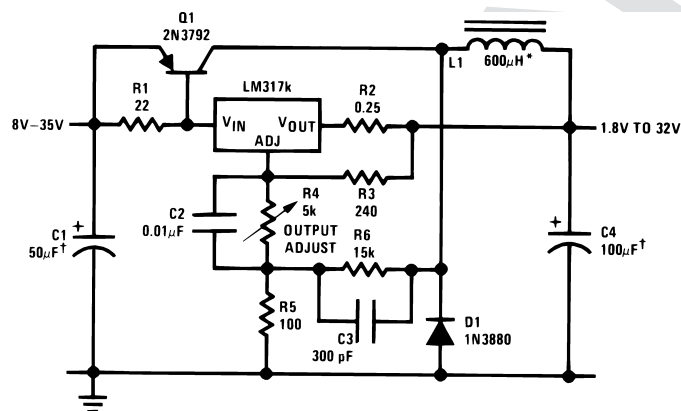 Q1
2N3792
L1
600μH*
R1
22
LM317k
R2
0.25
8V–35V
VIN
VOUT
ADJ
1.8V TO 32V
C2
0.01μF
R4
5k
OUTPUT
ADJUST
R3
240
C1
50μF†
+
R6
15k
+
C4
100μF†
R5
100
C3
300 pF
D1
1N3880